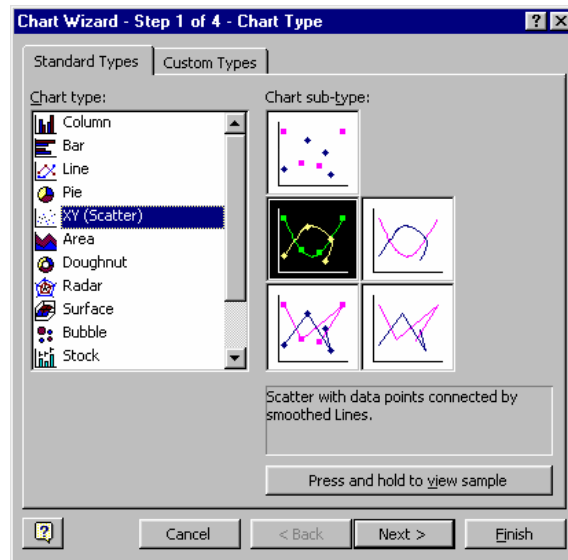 Chart Wizard - Step 1 of 4 - Chart Type
Standard Types Custom Types
Chart type:
Column
Bar
Line
Pie
XY (Scatter)
Area
Doughnut
Radar
Surface
Bubble
Stock
Chart sub-type:
Scatter with data points connected by
smoothed Lines.
Press and hold to view sample
Cancel < Back Next > Finish